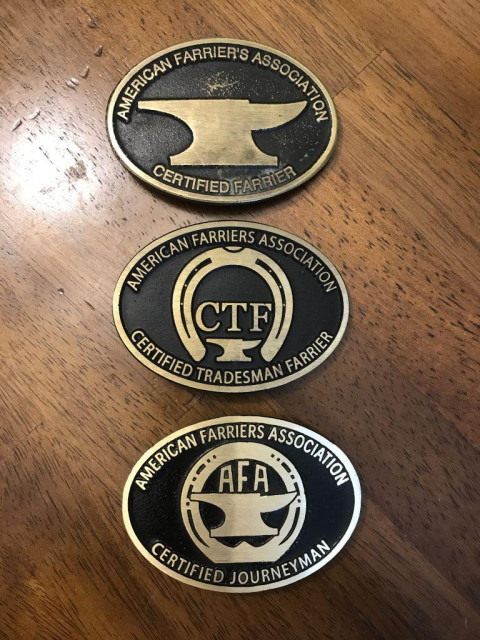 AMERICAN FARRIER'S ASSOCIATION
CERTIFIED FARRIER
AMERICAN FARRIERS ASSOCIATION
CTF
CERTIFIED TRADESMAN FARRIER
AMERICAN FARRIERS ASSOCIATION
AFA
CERTIFIED JOURNEYMAN